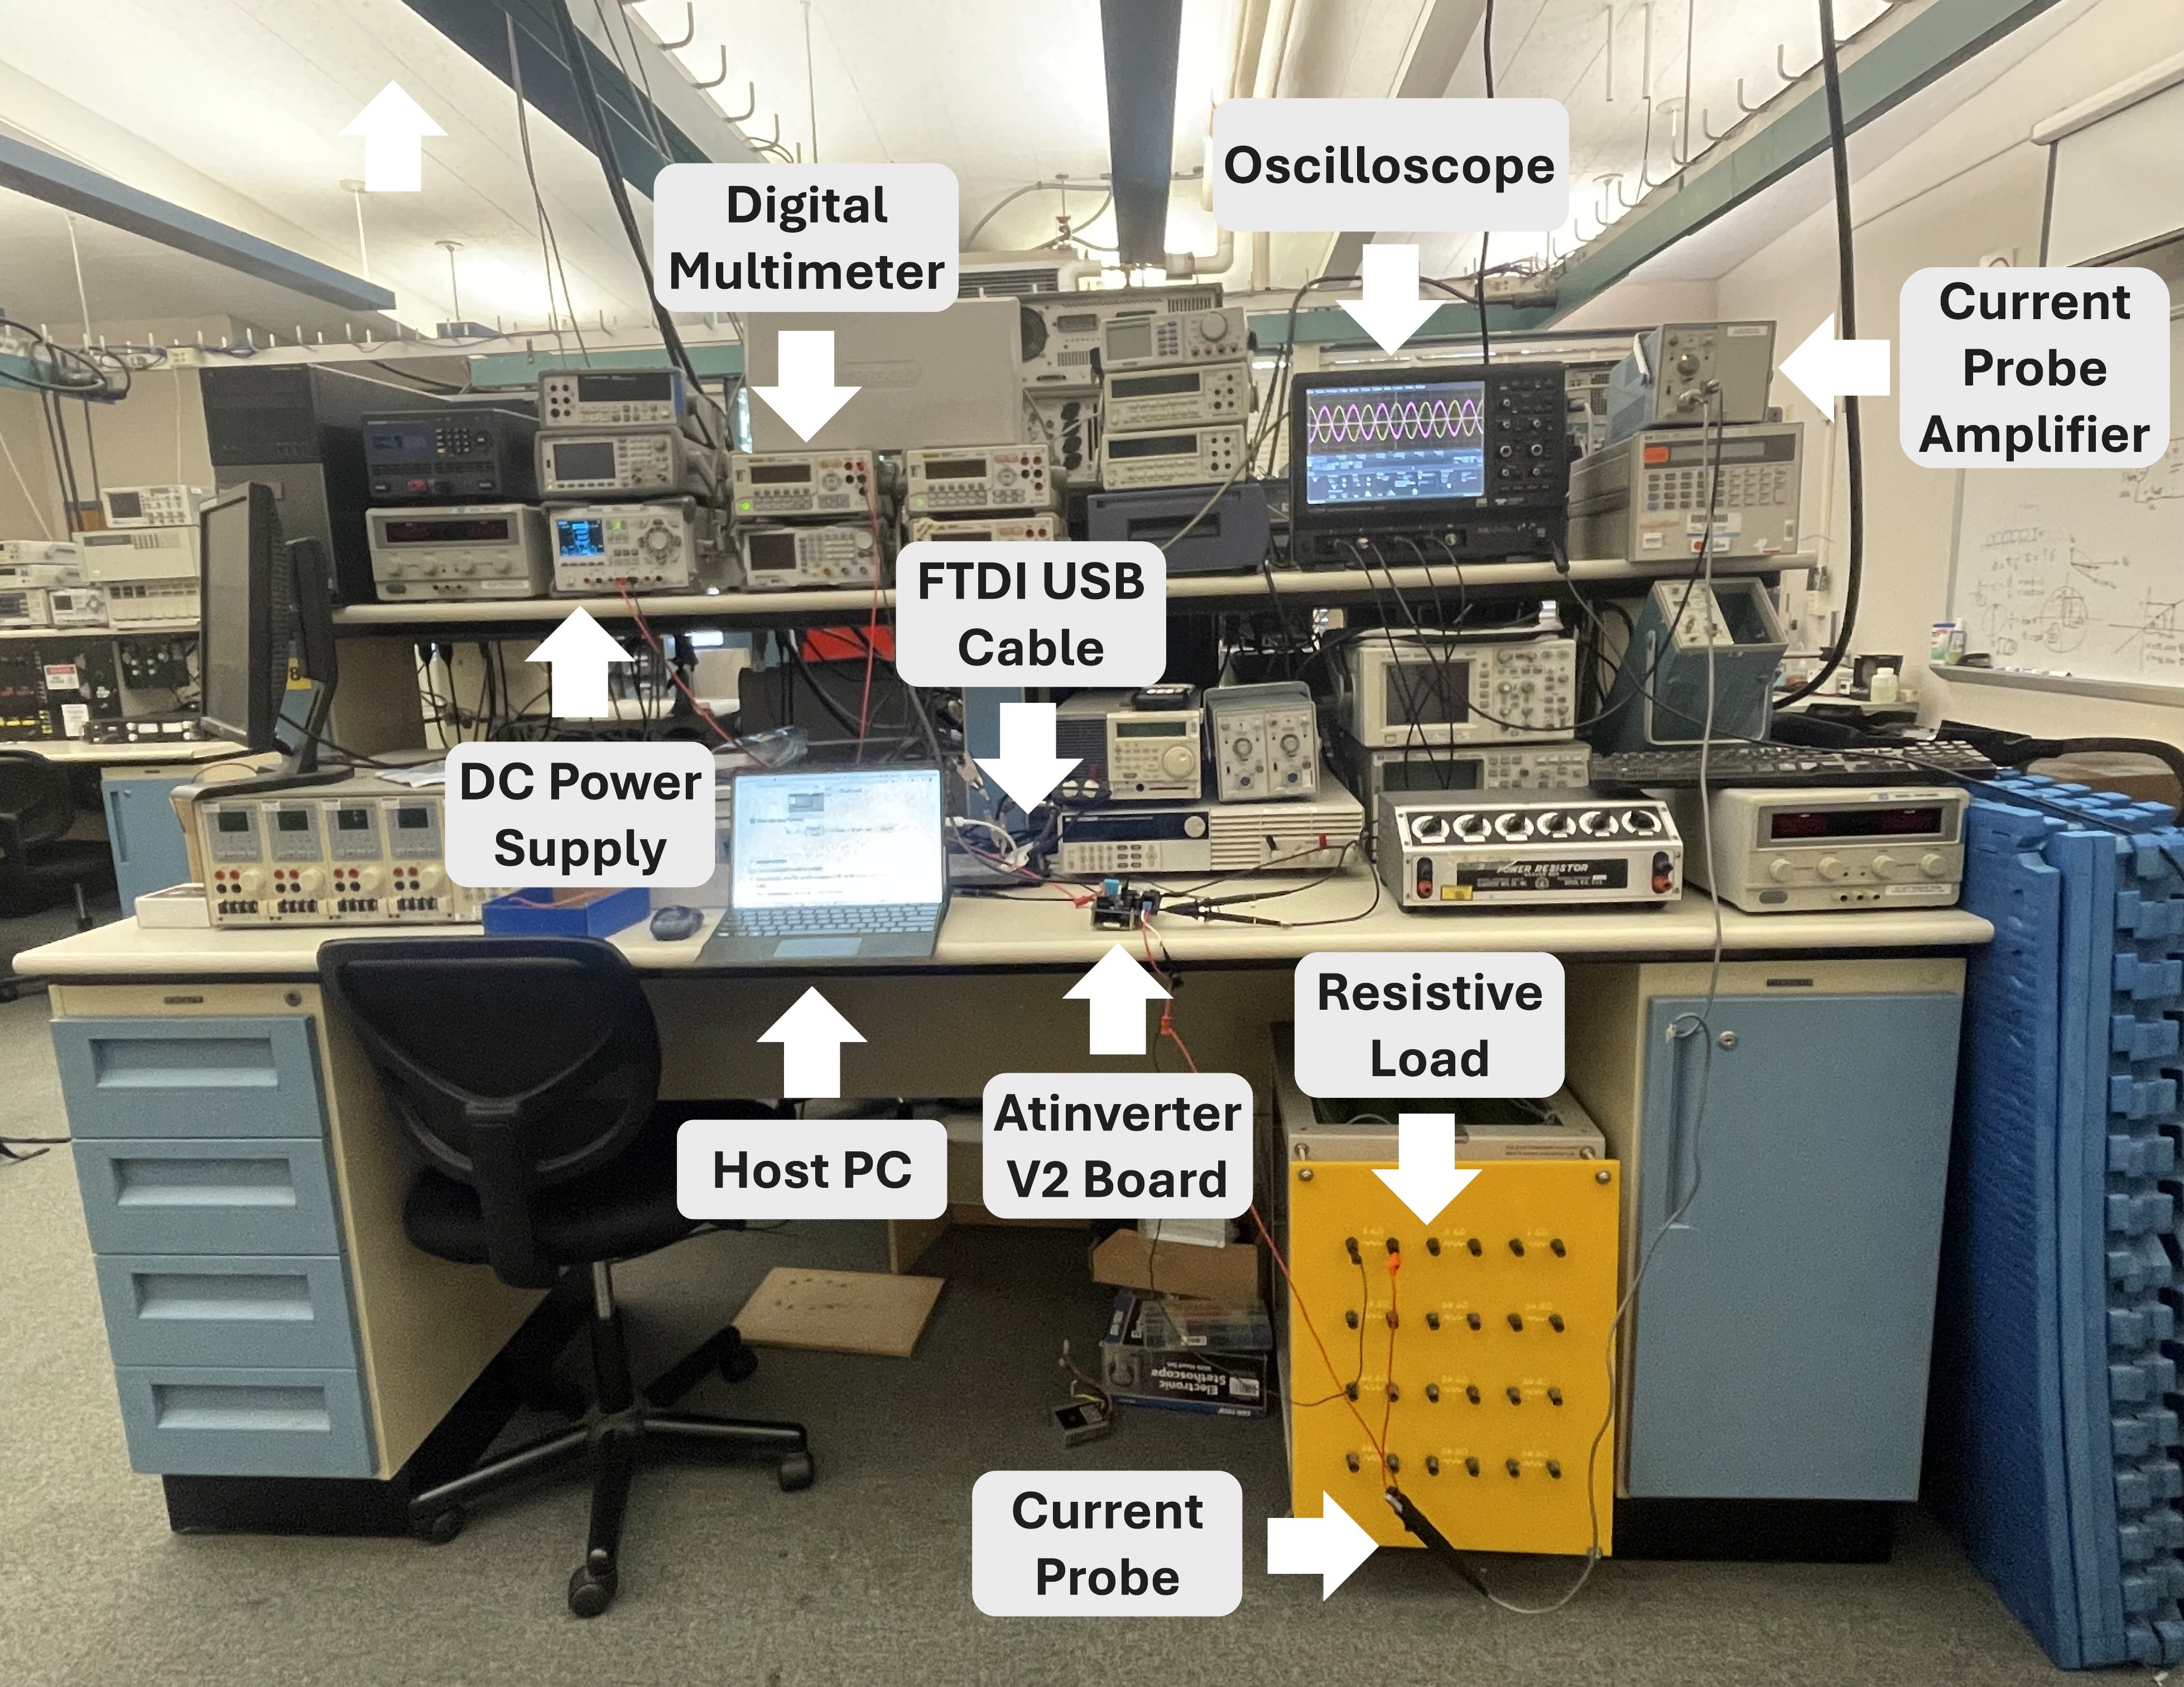 Oscilloscope
Digital
Multimeter
Current
Probe
Amplifier
FTDI USB
Cable
DC Power
Supply
POWER RESISTOR
Resistive
Load
Atinverter
V2 Board
Host PC
Electronic
Stethoscope
Current
Probe